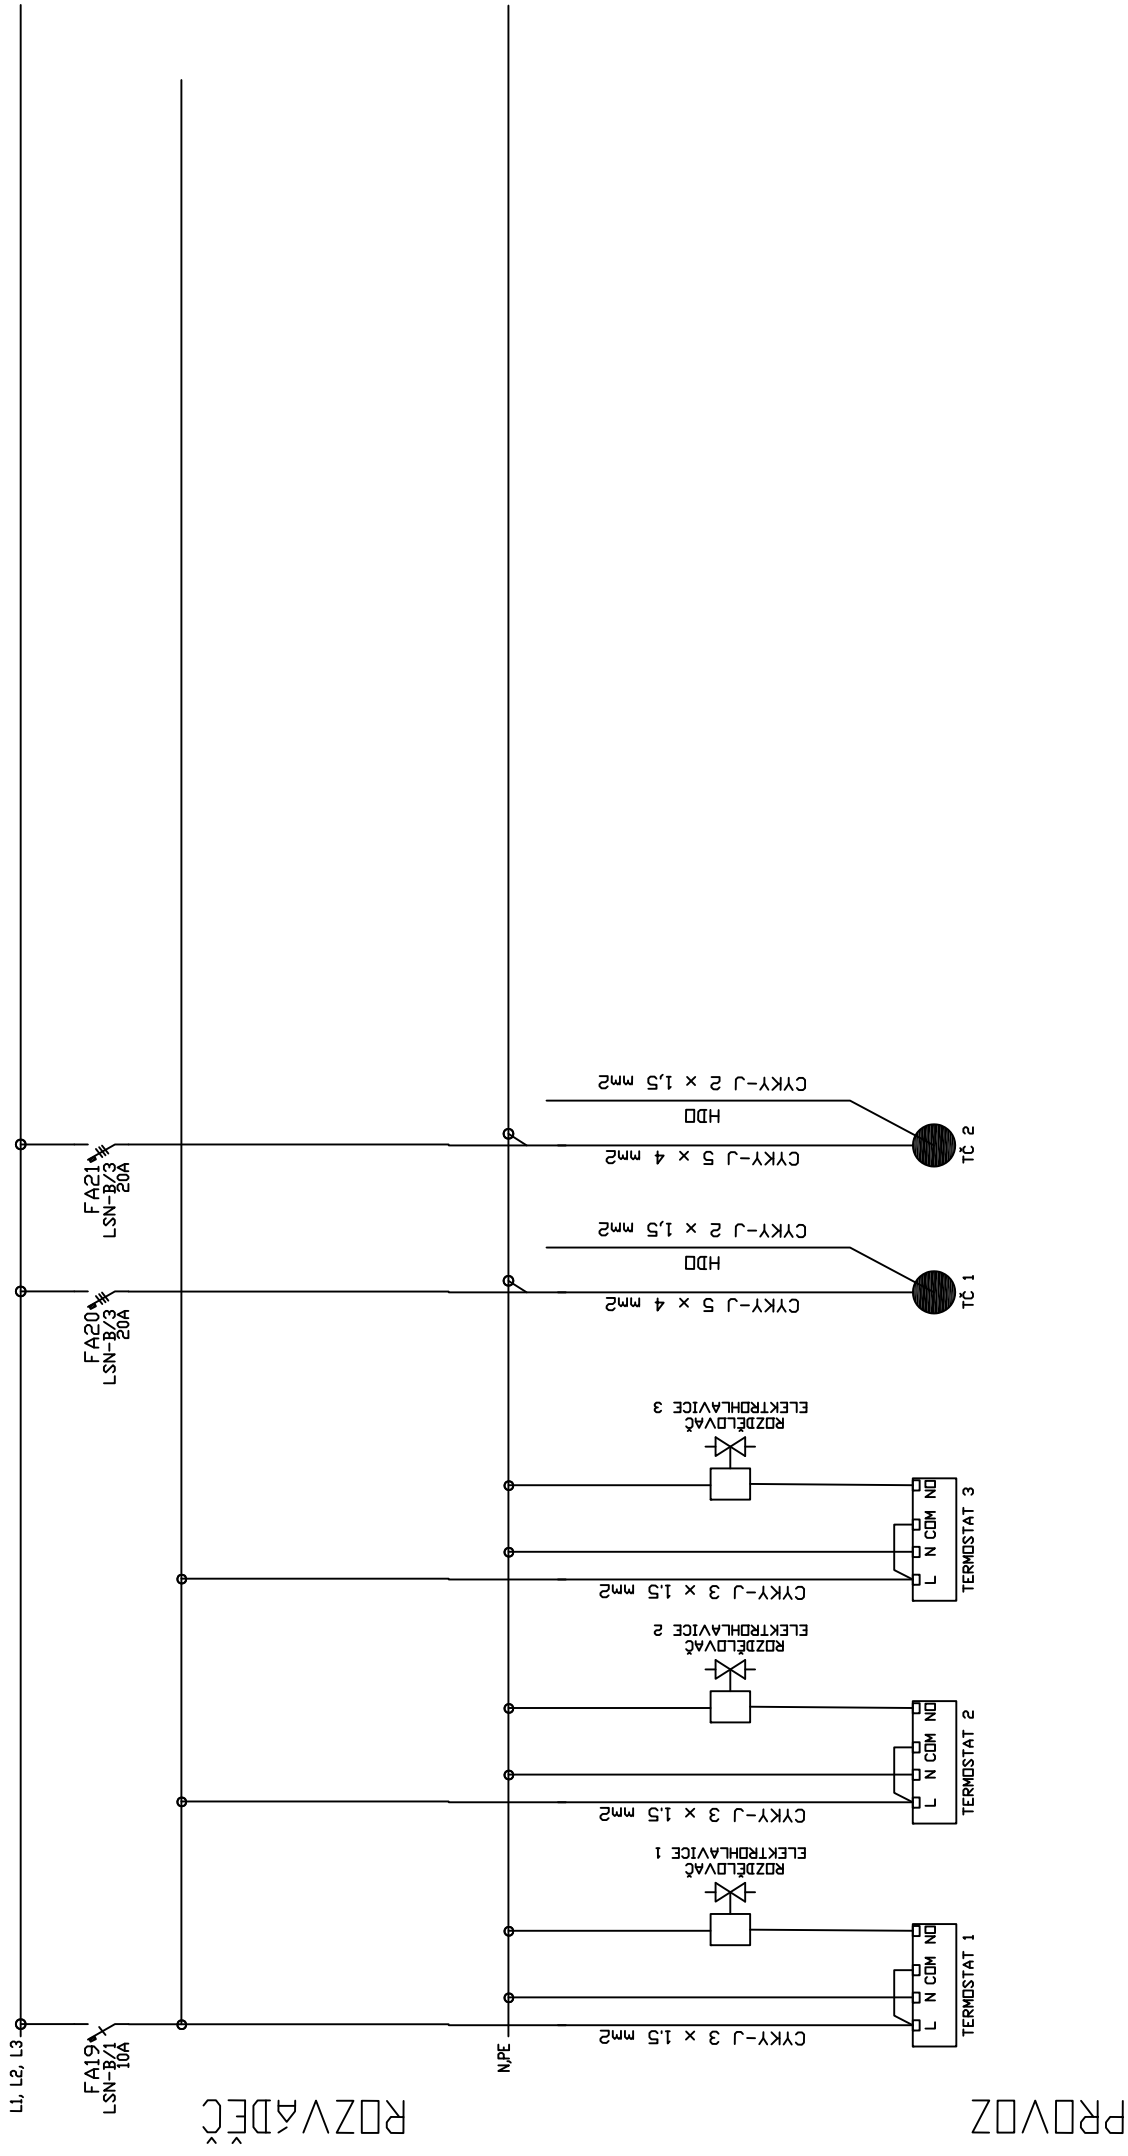 L1, L2, L3
FA19
LSN-B/1
10A
FA20
LSN-B/3
20A
FA21
LSN-B/3
20A
ROZVÁDĚČ
N,PE
CYKY-J 3 x 1.5 mm2
ROZDĚLOVAČ
ELEKTROHLAVICE 1
L N COM NO
TERMOSTAT 1
CYKY-J 3 x 1.5 mm2
ROZDĚLOVAČ
ELEKTROHLAVICE 2
L N COM NO
TERMOSTAT 2
CYKY-J 3 x 1.5 mm2
ROZDĚLOVAČ
ELEKTROHLAVICE 3
L N COM NO
TERMOSTAT 3
CYKY-J 5 x 4 mm2
HDO
CYKY-J 2 x 1,5 mm2
TČ 1
CYKY-J 5 x 4 mm2
HDO
CYKY-J 2 x 1,5 mm2
TČ 2
PROVOZ